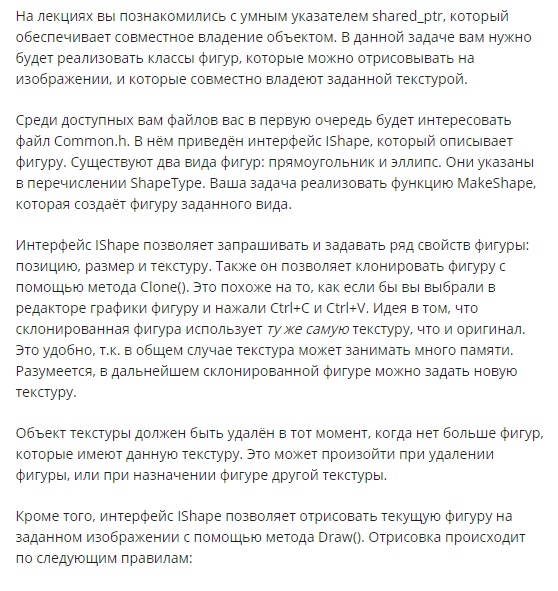 На лекциях вы познакомились с умным указателем shared_ptr, который
обеспечивает совместное владение объектом. В данной задаче вам нужно
будет реализовать классы фигур, которые можно отрисовывать на
изображении, и которые совместно владеют заданной текстурой.
Среди доступных вам файлов вас в первую очередь будет интересовать
файл Common.h. В нём приведён интерфейс IShape, который описывает
фигуру. Существуют два вида фигур: прямоугольник и эллипс. Они указаны
в перечислении ShapeType. Ваша задача реализовать функцию MakeShape,
которая создаёт фигуру заданного вида.
Интерфейс IShape позволяет запрашивать и задавать ряд свойств фигуры:
позицию, размер и текстуру. Также он позволяет клонировать фигуру с
помощью метода Clone(). Это похоже на то, как если бы вы выбрали в
редакторе графики фигуру и нажали Ctrl+C и Ctrl+V. Идея в том, что
склонированная фигура использует ту же самую текстуру, что и оригинал.
Это удобно, т.к. в общем случае текстура может занимать много памяти.
Разумеется, в дальнейшем склонированной фигуре можно задать новую
текстуру.
Объект текстуры должен быть удалён в тот момент, когда нет больше фигур,
которые имеют данную текстуру. Это может произойти при удалении
фигуры, или при назначении фигуре другой текстуры.
Кроме того, интерфейс IShape позволяет отрисовать текущую фигуру на
заданном изображении с помощью метода Draw(). Отрисовка происходит
по следующим правилам: